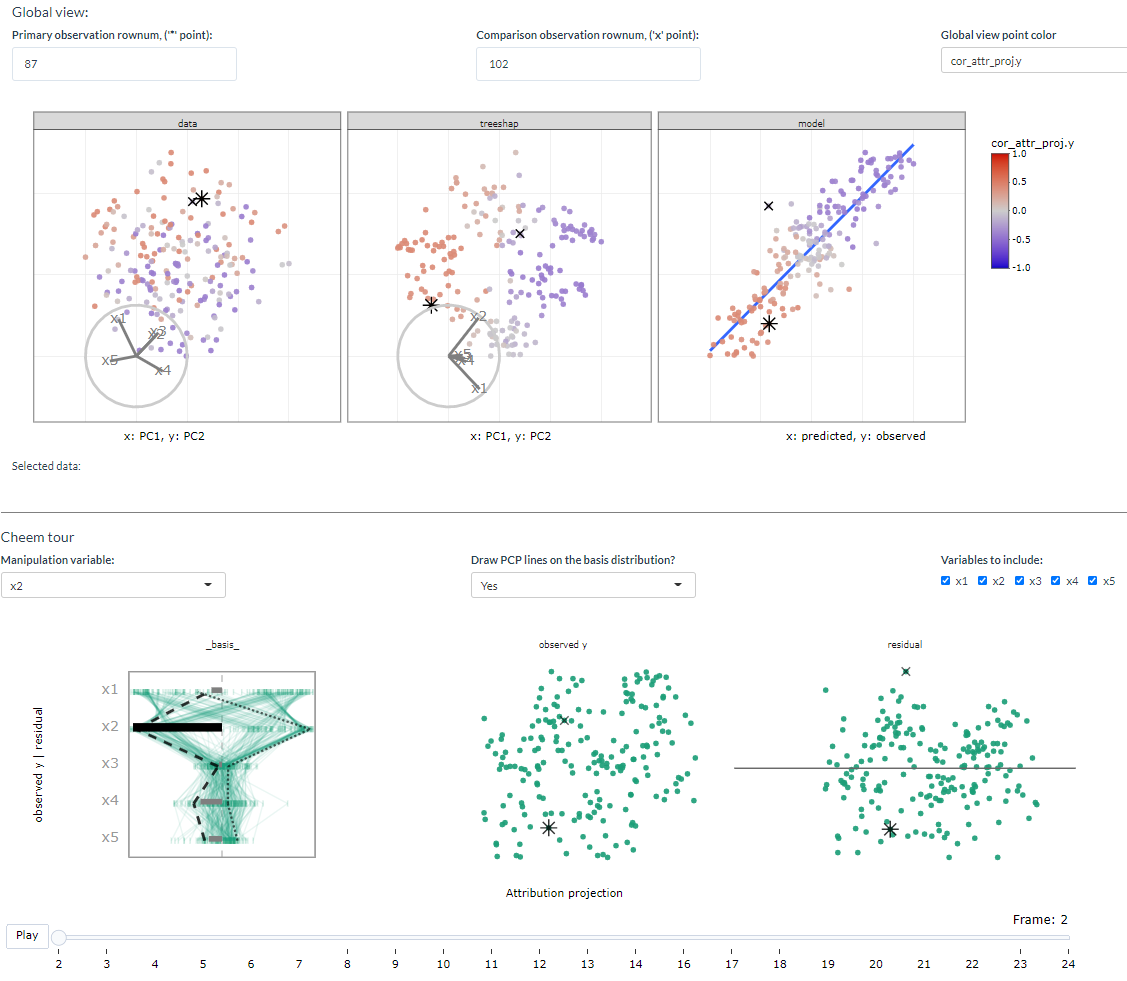 Global view:
Primary observation rownum, ('*' point):
Comparison observation rownum, ('x' point):
Global view point color
87
102
cor_attr_proj.y
data
treeshap
model
cor_attr_proj.y
1.0
0.5
0.0
-0.5
-1.0
x1
x3
x2
x5
x4
x2
x5
x4
x1
x: PC1, y: PC2
x: PC1, y: PC2
x: predicted, y: observed
Selected data:
Cheem tour
Manipulation variable:
Draw PCP lines on the basis distribution?
Variables to include:
x2
Yes
x1 x2 x3 x4 x5
_basis_
observed y
residual
x1
x2
x3
x4
x5
observed y | residual
Attribution projection
Frame: 2
Play
2 3 4 5 6 7 8 9 10 11 12 13 14 15 16 17 18 19 20 21 22 23 24